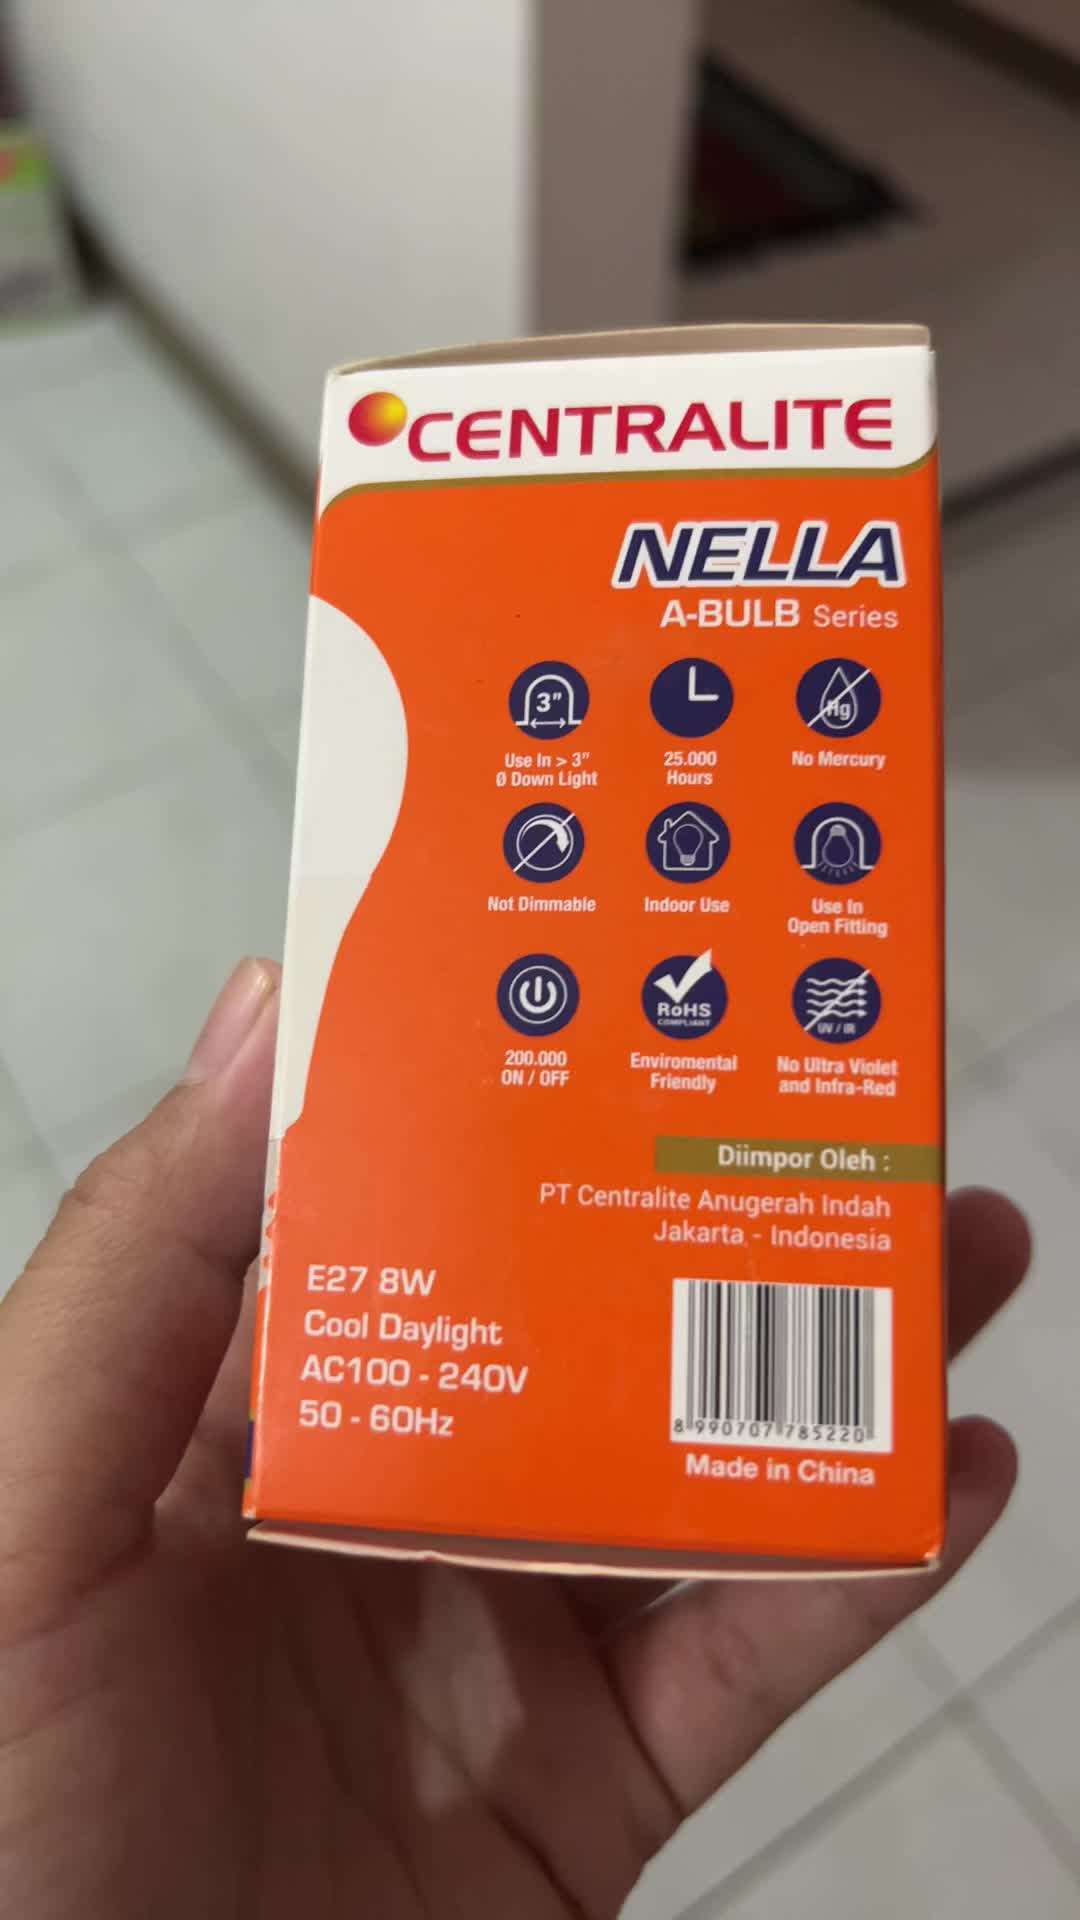 CENTRALITE
NELLA
A-BULB Series
3"
Hg
Use In > 3"
Ø Down Light
25.000
Hours
No Mercury
Not Dimmable
Indoor Use
Use In
Open Fitting
RoHS
COMPLIANT
UV / IR
200.000
ON / OFF
Enviromental
Friendly
No Ultra Violet
and Infra-Red
Diimpor Oleh :
PT Centralite Anugerah Indah
Jakarta - Indonesia
E27 8W
Cool Daylight
AC100 - 240V
50 - 60Hz
8 990707 785220
Made in China